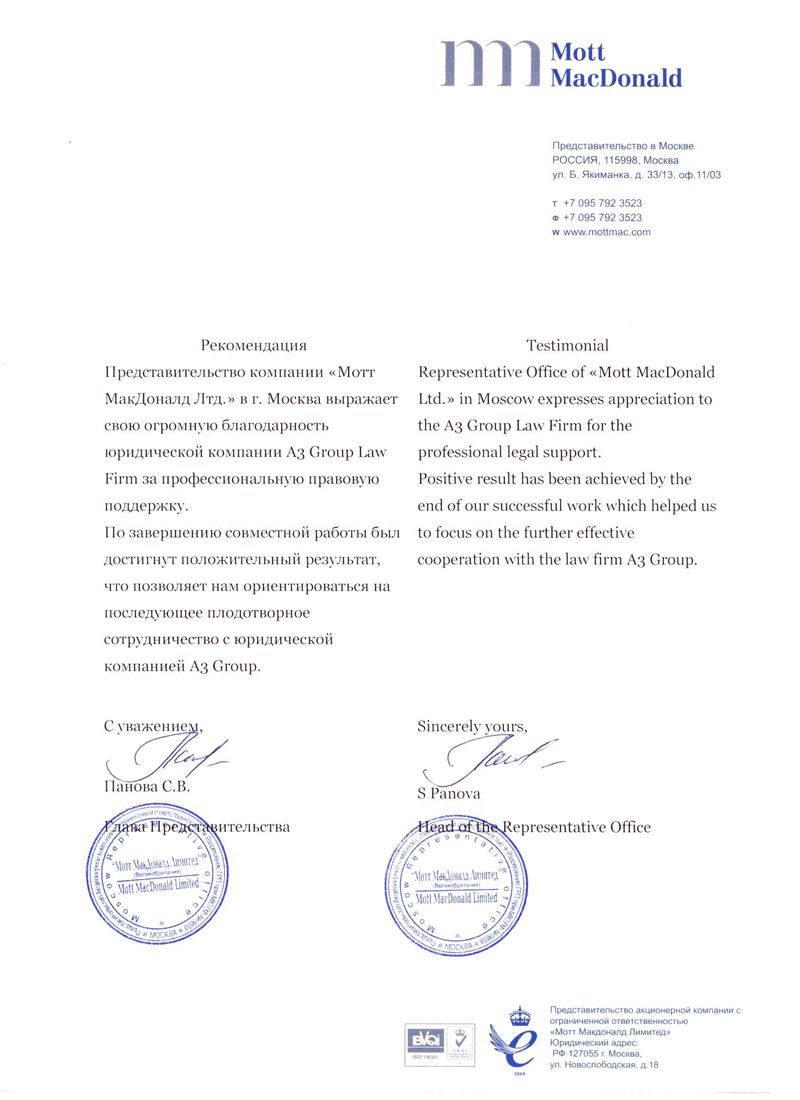 Mott
MacDonald
Представительство в Москве
РОССИЯ, 115998, Москва
ул. Б. Якиманка, д. 33/13, оф.11/03
т +7 095 792 3523
ф +7 095 792 3523
w www.mottmac.com
Рекомендация
Представительство компании «Мотт
МакДоналд Лтд.» в г. Москва выражает
свою огромную благодарность
юридической компании A3 Group Law
Firm за профессиональную правовую
поддержку.
По завершению совместной работы был
достигнут положительный результат,
что позволяет нам ориентироваться на
последующее плодотворное
сотрудничество с юридической
компанией A3 Group.
С уважением,
Панова С.В.
Глава Представительства
Testimonial
Representative Office of «Mott MacDonald
Ltd.» in Moscow expresses appreciation to
the A3 Group Law Firm for the
professional legal support.
Positive result has been achieved by the
end of our successful work which helped us
to focus on the further effective
cooperation with the law firm A3 Group.
Sincerely yours,
S Panova
Head of the Representative Office
Moscow Representative office
"Мотт МакДоналд Лимитед"
(Великобритания)
Mott MacDonald Limited
МОСКВА
Moscow Representative office
"Мотт МакДоналд Лимитед"
(Великобритания)
Mott MacDonald Limited
МОСКВА
BVQi
ISO 14001
UKAS
2004
Представительство акционерной компании с
ограниченной ответственностью
«Мотт Макдоналд Лимитед»
Юридический адрес:
РФ 127055 г. Москва,
ул. Новослободская, д.18